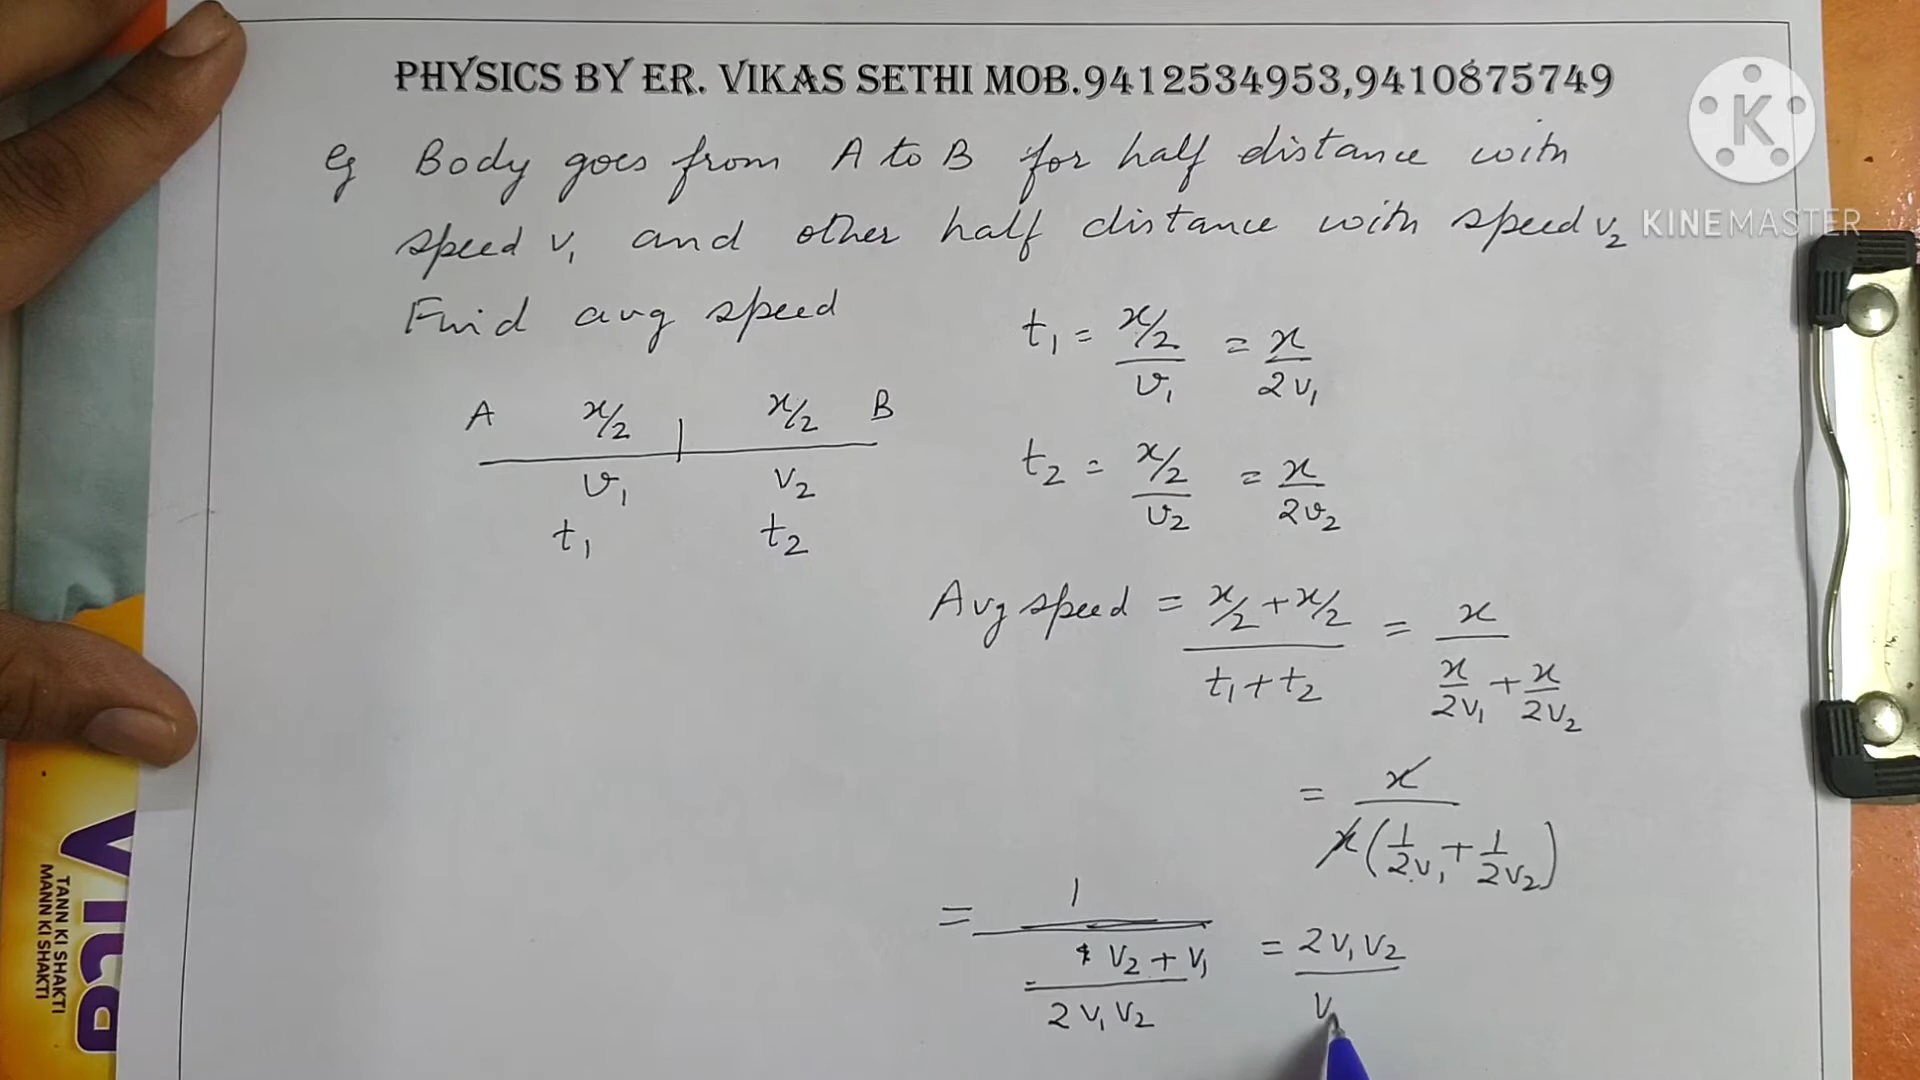 PHYSICS BY ER. VIKAS SETHI MOB.9412534953,9410875749
K
KINEMASTER
eg Body goes from A to B for half distance with
speed v₁ and other half distance with speed v₂
Find avg speed
t₁ = x/2 / v₁ = x / 2v₁
A x/2 x/2 B
v₁ v₂
t₁ t₂
t₂ = x/2 / v₂ = x / 2v₂
Avg speed = x/2 + x/2 / t₁ + t₂ = x / x/2v₁ + x/2v₂
= x / x(1/2v₁ + 1/2v₂)
= 1 / v₂ + v₁ / 2v₁v₂ = 2v₁v₂ / v
Vita
TANN KI SHAKTI
MANN KI SHAKTI